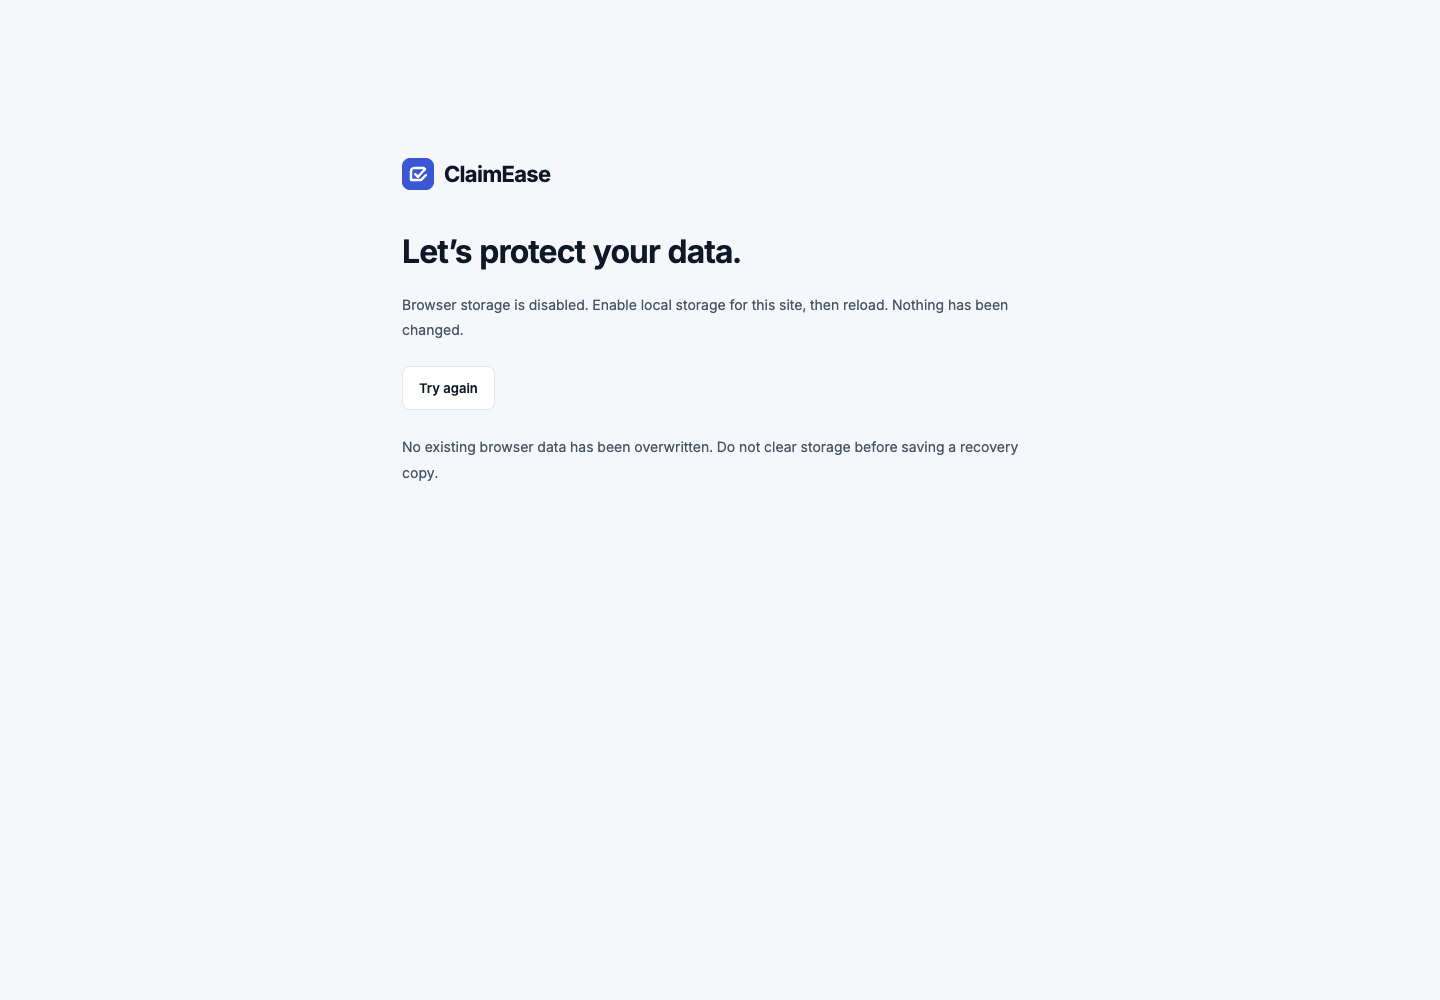 ClaimEase
Let’s protect your data.
Browser storage is disabled. Enable local storage for this site, then reload. Nothing has been
changed.
Try again
No existing browser data has been overwritten. Do not clear storage before saving a recovery
copy.